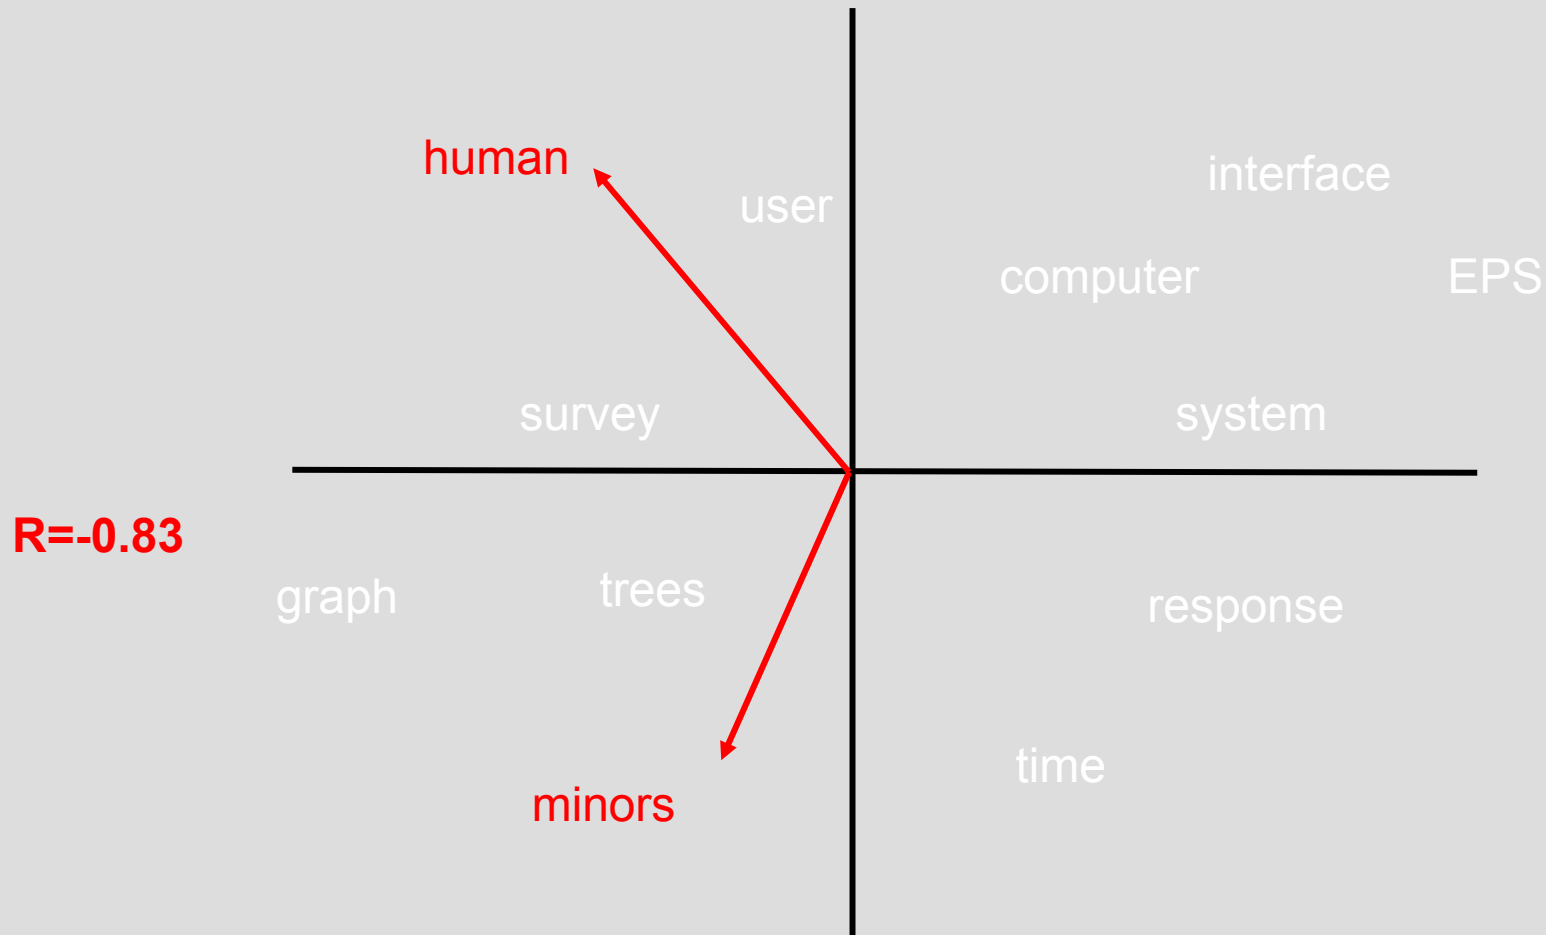 human
interface
user
computer
EPS
survey
system
R=-0.83
graph
trees
response
time
minors